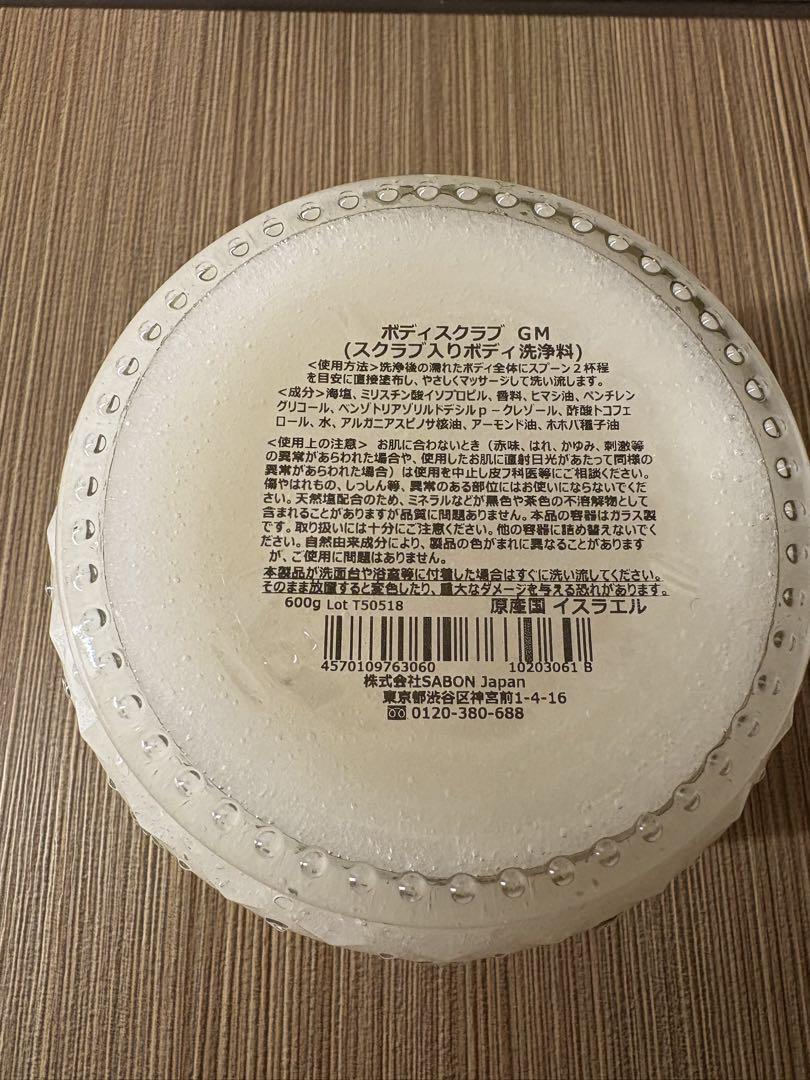 ボディスクラブ GM
(スクラブ入りボディ洗浄料)
<使用方法>洗浄後の濡れたボディ全体にスプーン2杯程
を目安に直接塗布し、やさしくマッサージして洗い流します。
<成分>海塩、ミリスチン酸イソプロピル、香料、ヒマシ油、ペンチレン
グリコール、ベンゾトリアゾリルドデシルp-クレゾール、酢酸トコフェ
ロール、水、アルガニアスピノサ核油、アーモンド油、ホホバ種子油
<使用上の注意> お肌に合わないとき(赤味、はれ、かゆみ、刺激等
の異常があらわれた場合や、使用したお肌に直射日光があたって同様の
異常があらわれた場合)は使用を中止し皮フ科医等にご相談ください。
傷やはれもの、しっしん等、異常のある部位にはお使いにならないでくだ
さい。天然塩配合のため、ミネラルなどが黒色や茶色の不溶解物として
含まれることがありますが品質に問題ありません。本品の容器はガラス製
です。取り扱いには十分にご注意ください。他の容器に詰め替えないでく
ださい。自然由来成分により、製品の色がまれに異なることがあります
が、ご使用に問題はありません。
本製品が洗面台や浴室等に付着した場合はすぐに洗い流してください。
そのまま放置すると変色したり、重大なダメージを与える恐れがあります。
600g Lot T50518 原産国 イスラエル
4570109763060 10203061 B
株式会社SABON Japan
東京都渋谷区神宮前1-4-16
0120-380-688